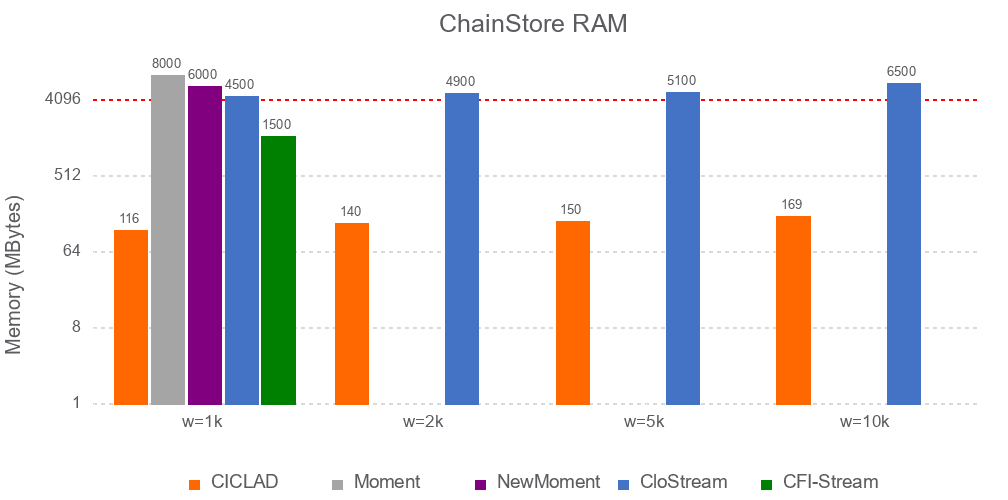 ChainStore RAM
Memory (MBytes)
4096
512
64
8
1
116
8000
6000
4500
1500
140
4900
150
5100
169
6500
w=1k
w=2k
w=5k
w=10k
CICLAD
Moment
NewMoment
CloStream
CFI-Stream